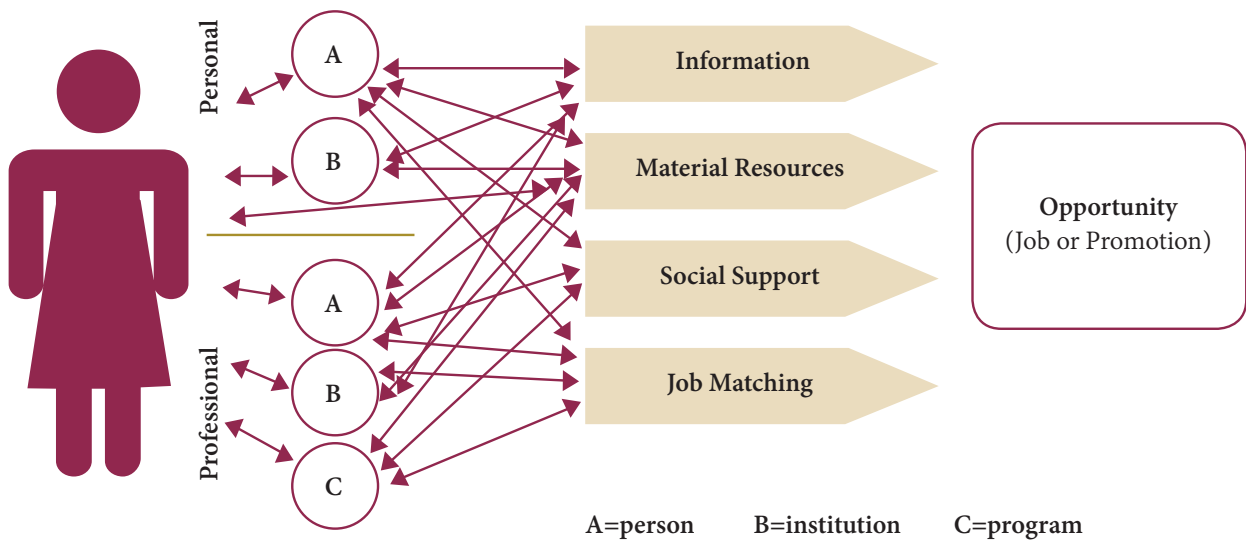 Personal
A
B
Professional
A
B
C
Information
Material Resources
Social Support
Job Matching
Opportunity
(Job or Promotion)
A=person B=institution C=program